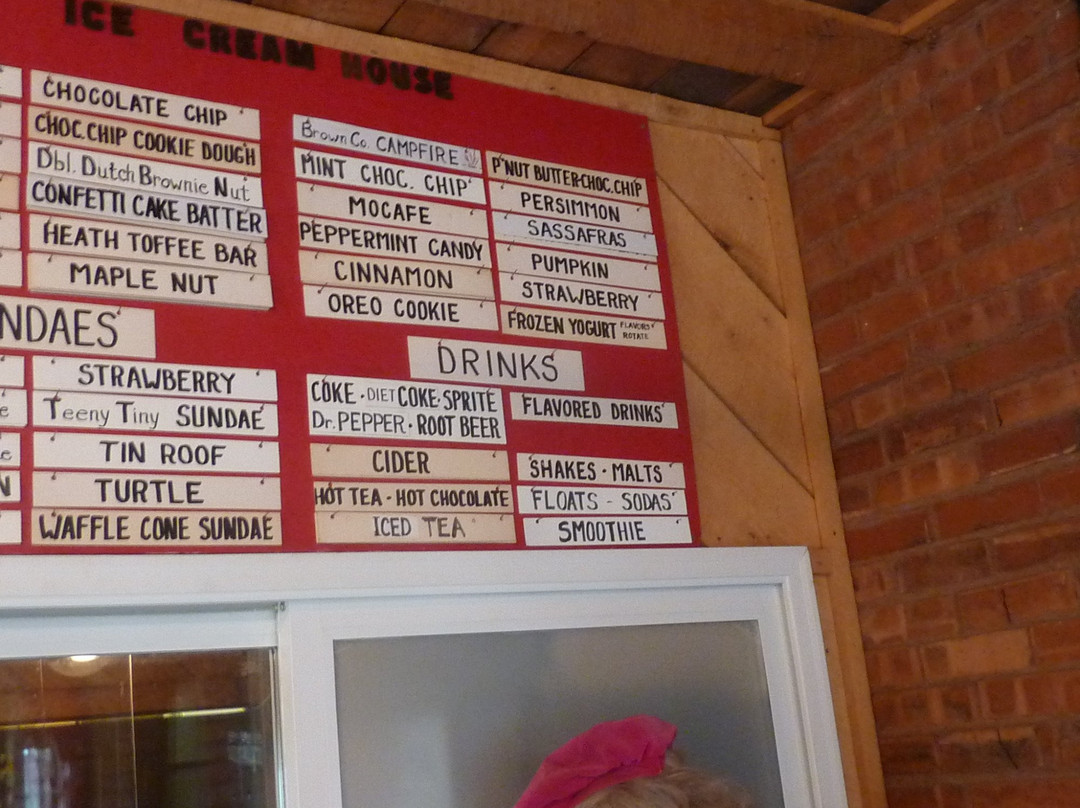 ICE CREAM HOUSE
CHOCOLATE CHIP
CHOC. CHIP COOKIE DOUGH
Dbl. Dutch Brownie Nut
CONFETTI CAKE BATTER
HEATH TOFFEE BAR
MAPLE NUT
Brown Co. CAMPFIRE
MINT CHOC. CHIP
MOCAFE
PEPPERMINT CANDY
CINNAMON
OREO COOKIE
P'NUT BUTTER-CHOC. CHIP
PERSIMMON
SASSAFRAS
PUMPKIN
STRAWBERRY
FROZEN YOGURT FLAVORS ROTATE
NDAES
STRAWBERRY
Teeny Tiny SUNDAE
TIN ROOF
TURTLE
WAFFLE CONE SUNDAE
DRINKS
COKE · DIET COKE · SPRITE
Dr. PEPPER · ROOT BEER
CIDER
HOT TEA · HOT CHOCOLATE
ICED TEA
FLAVORED DRINKS
SHAKES · MALTS
FLOATS - SODAS
SMOOTHIE